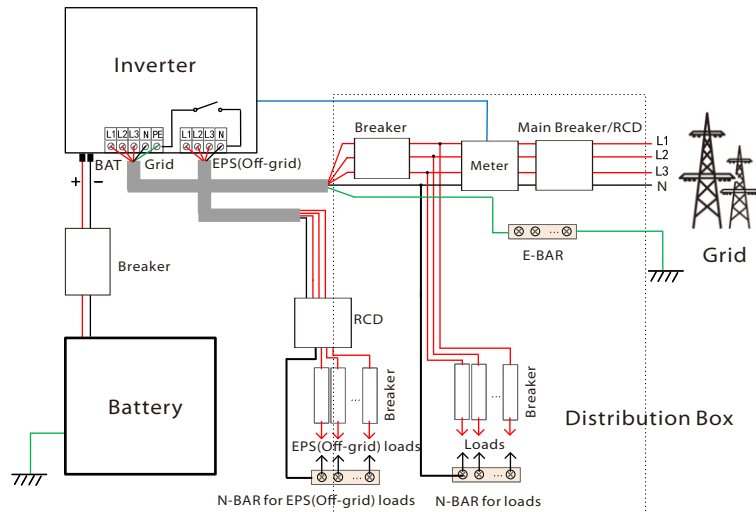 Inverter
L1 L2 L3 N PE
L1 L2 L3 N
BAT
Grid
EPS(Off-grid)
+
−
Breaker
Battery
Breaker
Meter
Main Breaker/RCD
L1
L2
L3
N
Grid
...
E-BAR
RCD
...
Breaker
EPS(Off-grid) loads
...
N-BAR for EPS(Off-grid) loads
...
Breaker
Loads
...
N-BAR for loads
Distribution Box